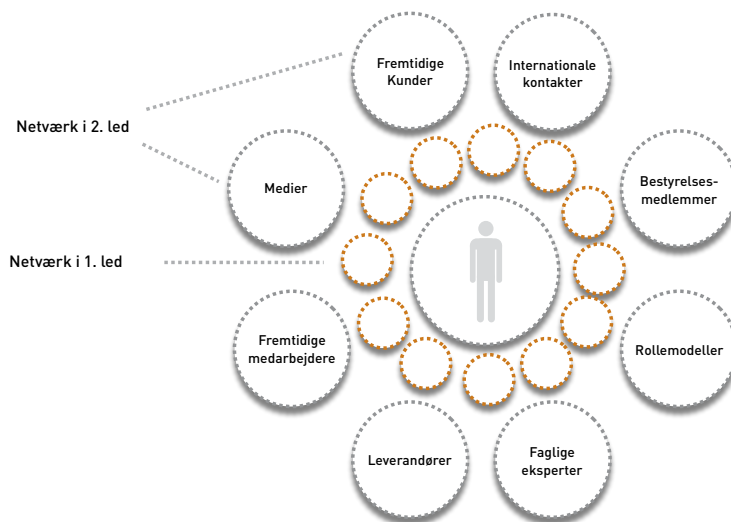 Fremtidige
Kunder
Internationale
kontakter
Netværk i 2. led
Medier
Bestyrelses-
medlemmer
Netværk i 1. led
Fremtidige
medarbejdere
Rollemodeller
Leverandører
Faglige
eksperter